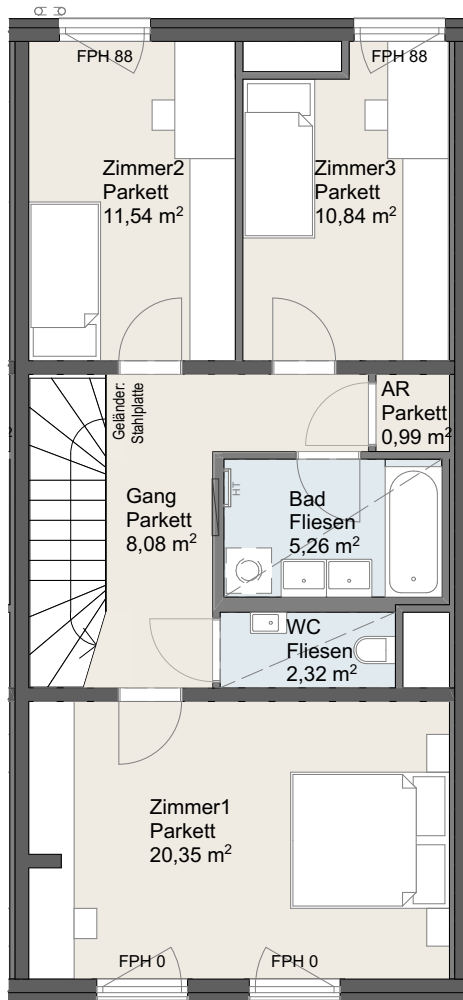 FPH 88
FPH 88
Zimmer2
Parkett
11,54 m²
Zimmer3
Parkett
10,84 m²
Geländer:
Stahlplatte
AR
Parkett
0,99 m²
HT
Gang
Parkett
8,08 m²
Bad
Fliesen
5,26 m²
WC
Fliesen
2,32 m²
Zimmer1
Parkett
20,35 m²
FPH 0
FPH 0